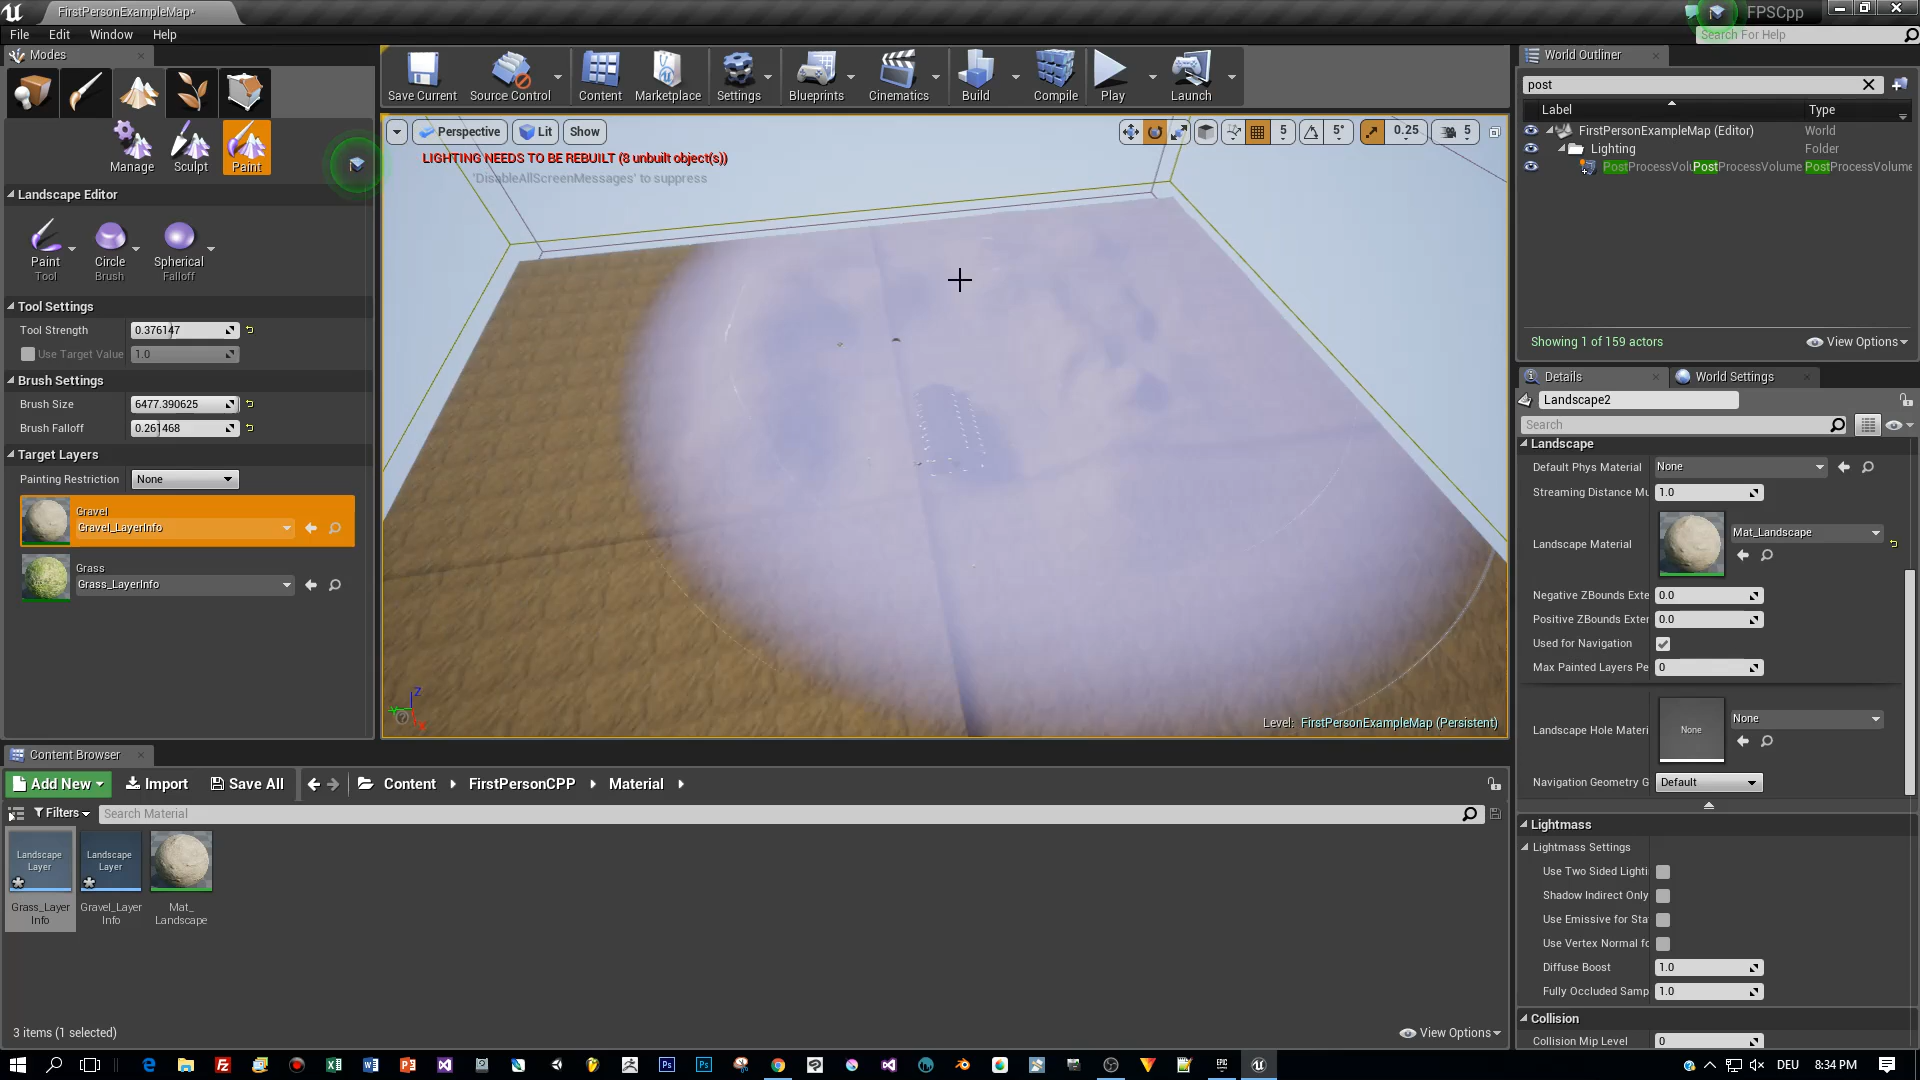 FirstPersonExampleMap*
FPSCpp
File Edit Window Help
Search For Help
Modes
Manage Sculpt Paint
Landscape Editor
Paint Circle Spherical
Tool Brush Falloff
Tool Settings
Tool Strength 0.376147
Use Target Value 1.0
Brush Settings
Brush Size 6477.390625
Brush Falloff 0.261468
Target Layers
Painting Restriction None
Gravel
Gravel_LayerInfo
Grass
Grass_LayerInfo
Save Current Source Control Content Marketplace Settings Blueprints Cinematics Build Compile Play Launch
Perspective Lit Show
5 5° 0.25 5
LIGHTING NEEDS TO BE REBUILT (8 unbuilt object(s))
'DisableAllScreenMessages' to suppress
Z
Y
X
Level: FirstPersonExampleMap (Persistent)
World Outliner
post
Label Type
FirstPersonExampleMap (Editor) World
Lighting Folder
PostProcessVolu PostProcessVolume PostProcessVolume
Showing 1 of 159 actors
View Options
Details World Settings
Landscape2
Search
Landscape
Default Phys Material None
Streaming Distance Mu 1.0
Landscape Material Mat_Landscape
Negative ZBounds Exte 0.0
Positive ZBounds Exter 0.0
Used for Navigation
Max Painted Layers Pe 0
Landscape Hole Materi None None
Navigation Geometry G Default
Lightmass
Lightmass Settings
Use Two Sided Lighti
Shadow Indirect Only
Use Emissive for Sta
Use Vertex Normal fo
Diffuse Boost 1.0
Fully Occluded Samp 1.0
Collision
Collision Mip Level 0
Content Browser
Add New Import Save All Content FirstPersonCPP Material
Filters Search Material
Landscape Layer
Landscape Layer
Grass_Layer Info
Gravel_Layer Info
Mat_ Landscape
3 items (1 selected)
View Options
DEU 8:34 PM